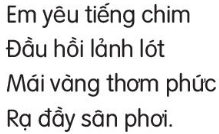 Em yêu tiếng chim
Đầu hồi lảnh lót
Mái vàng thơm phức
Rạ đầy sân phơi.